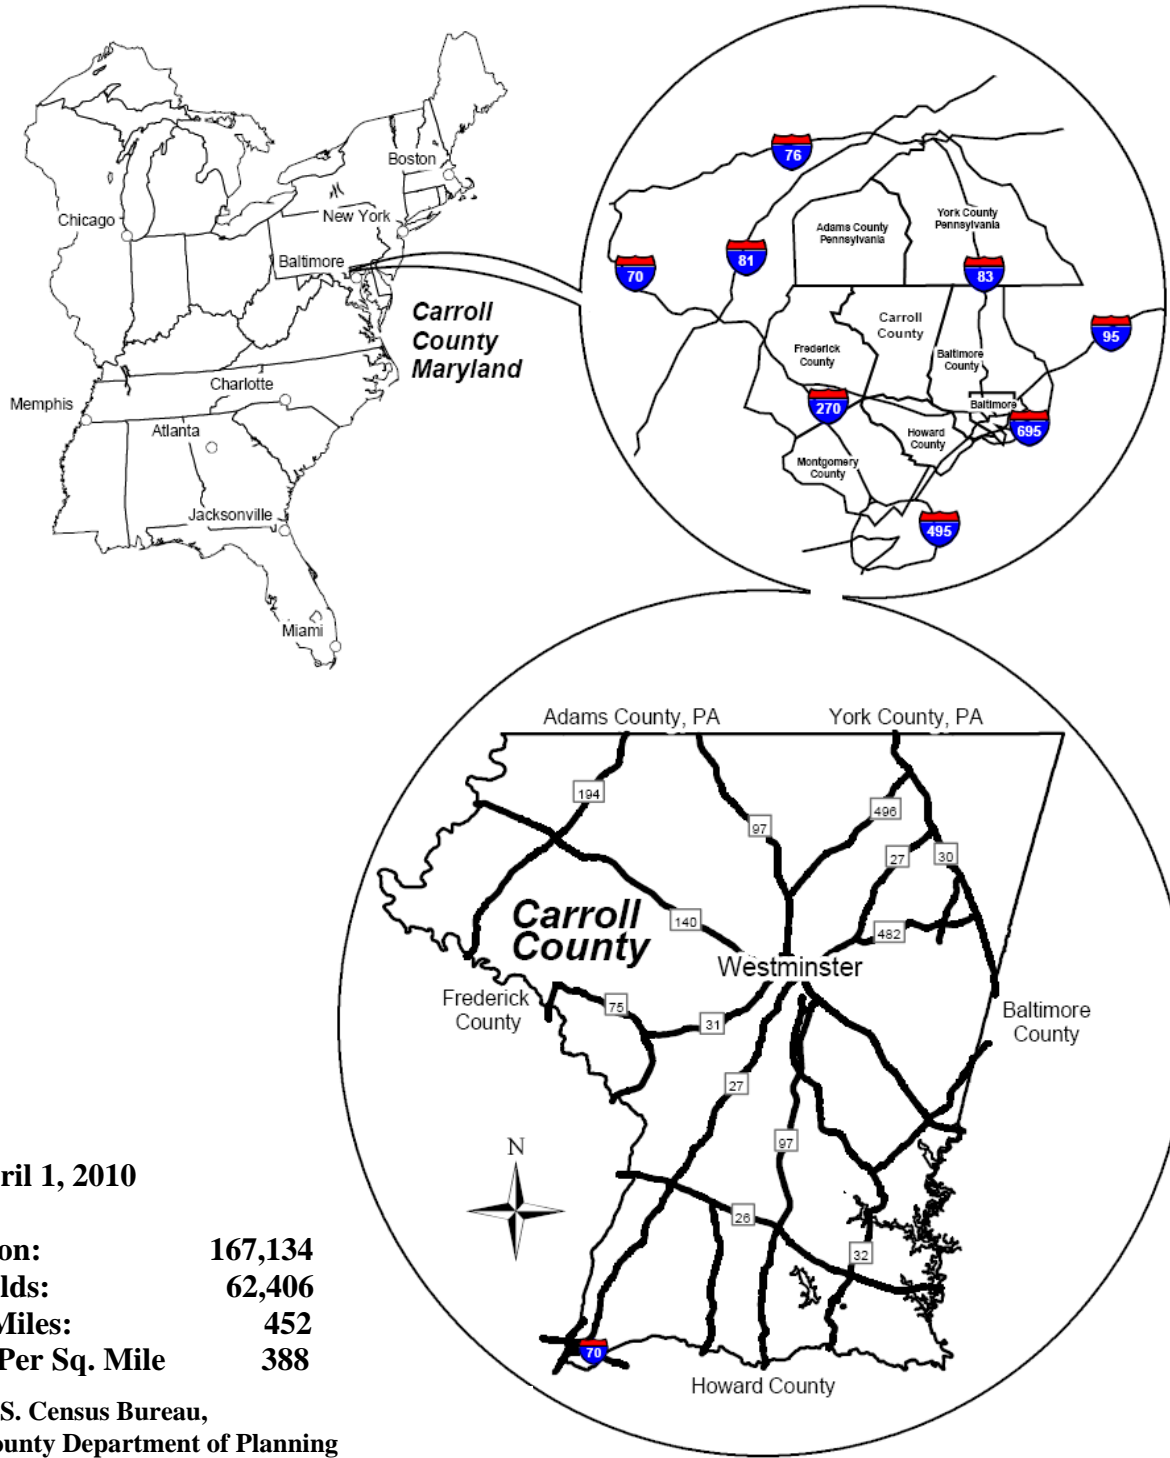 Boston
Chicago
New York
Baltimore
Carroll
County
Maryland
Charlotte
Memphis
Atlanta
Jacksonville
Miami
76
Adams County
Pennsylvania
York County
Pennsylvania
81
70
83
Carroll
County
95
Frederick
County
Baltimore
County
270
Baltimore
695
Howard
County
Montgomery
County
495
Adams County, PA
York County, PA
194
496
97
27
30
Carroll
County
140
482
Westminster
Frederick
County
75
31
Baltimore
County
27
97
N
26
32
70
Howard County
ril 1, 2010
on: 167,134
lds: 62,406
Miles: 452
Per Sq. Mile 388
S. Census Bureau,
ounty Department of Planning